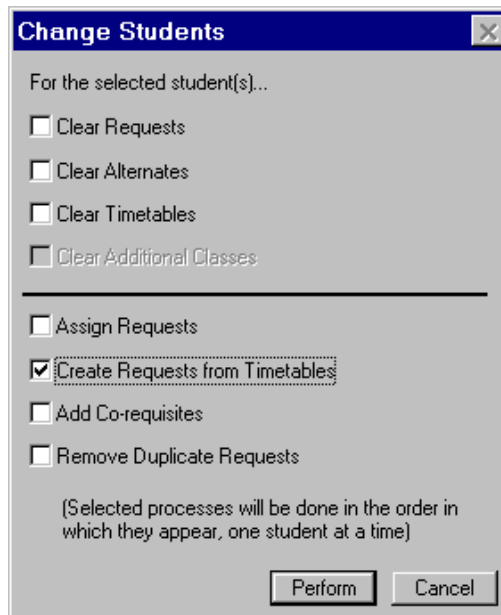 Change Students
For the selected student(s)...
Clear Requests
Clear Alternates
Clear Timetables
Clear Additional Classes
Assign Requests
Create Requests from Timetables
Add Co-requisites
Remove Duplicate Requests
(Selected processes will be done in the order in
which they appear, one student at a time)
Perform Cancel